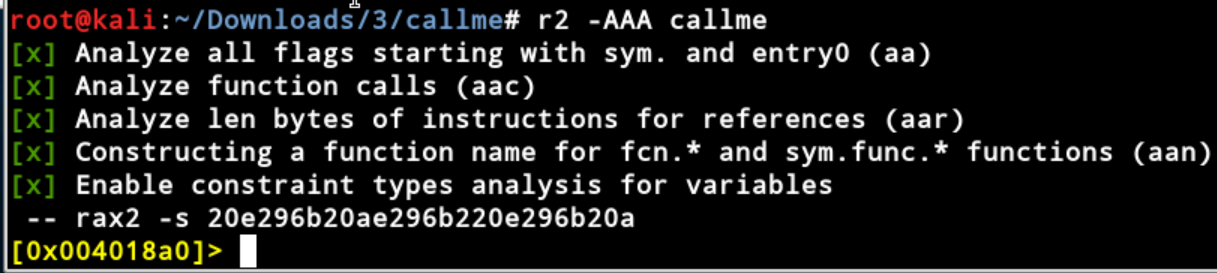 root@kali:~/Downloads/3/callme# r2 -AAA callme
[x] Analyze all flags starting with sym. and entry0 (aa)
[x] Analyze function calls (aac)
[x] Analyze len bytes of instructions for references (aar)
[x] Constructing a function name for fcn.* and sym.func.* functions (aan)
[x] Enable constraint types analysis for variables
 -- rax2 -s 20e296b20ae296b220e296b20a
[0x004018a0]>